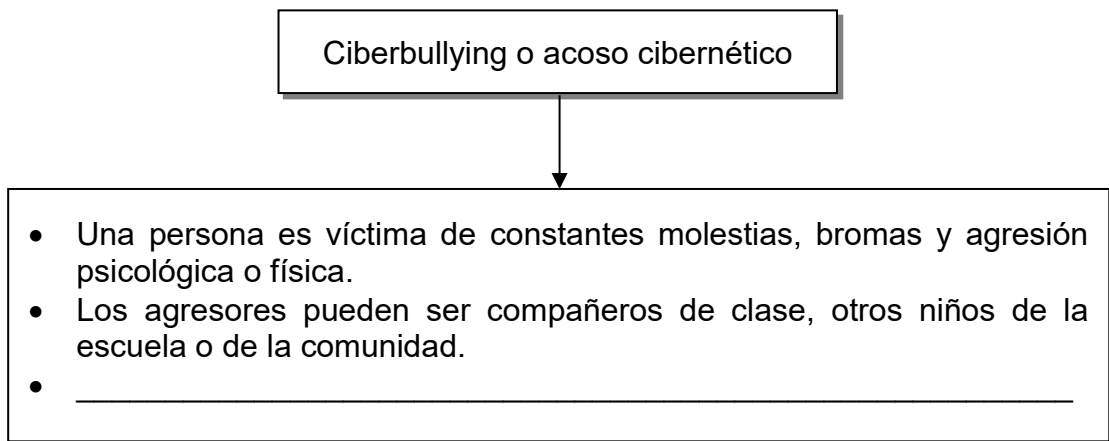 Ciberbullying o acoso cibernético
• Una persona es víctima de constantes molestias, bromas y agresión
psicológica o física.
• Los agresores pueden ser compañeros de clase, otros niños de la
escuela o de la comunidad.
• ____________________________________________________________